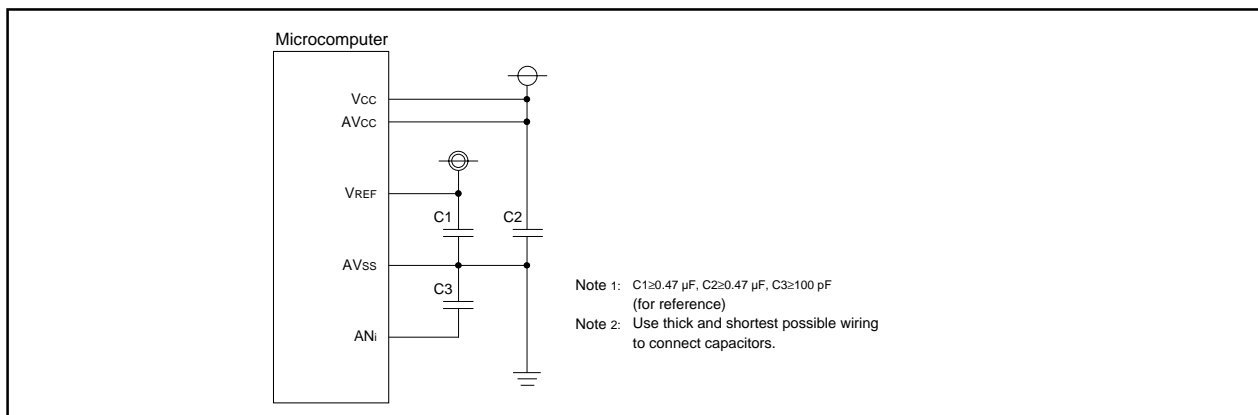 Microcomputer
VCC
AVCC
VREF
C1
C2
AVSS
C3
ANi
Note 1: C1≥0.47 µF, C2≥0.47 µF, C3≥100 pF
(for reference)
Note 2: Use thick and shortest possible wiring
to connect capacitors.